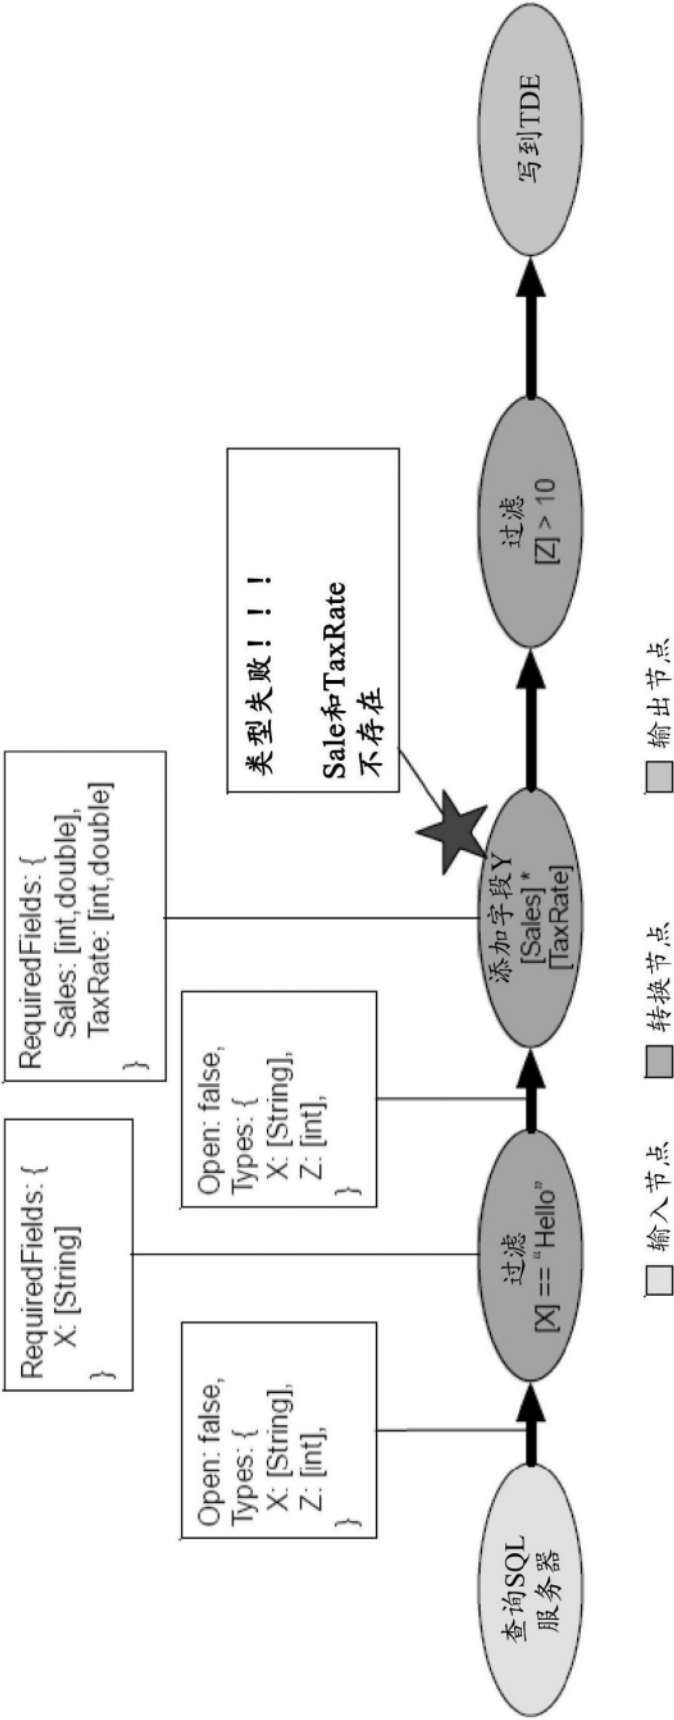 RequiredFields: {
X: [String]
}
RequiredFields: {
Sales: [int,double],
TaxRate: [int,double]
}
Open: false,
Types: {
X: [String],
Z: [int],
}
Open: false,
Types: {
X: [String],
Z: [int],
}
类型失败！！！
Sale和TaxRate
不存在
查询SQL
服务器
过滤
[X] == “Hello”
添加字段Y
[Sales] *
[TaxRate]
过滤
[Z] > 10
写到TDE
输入节点
转换节点
输出节点